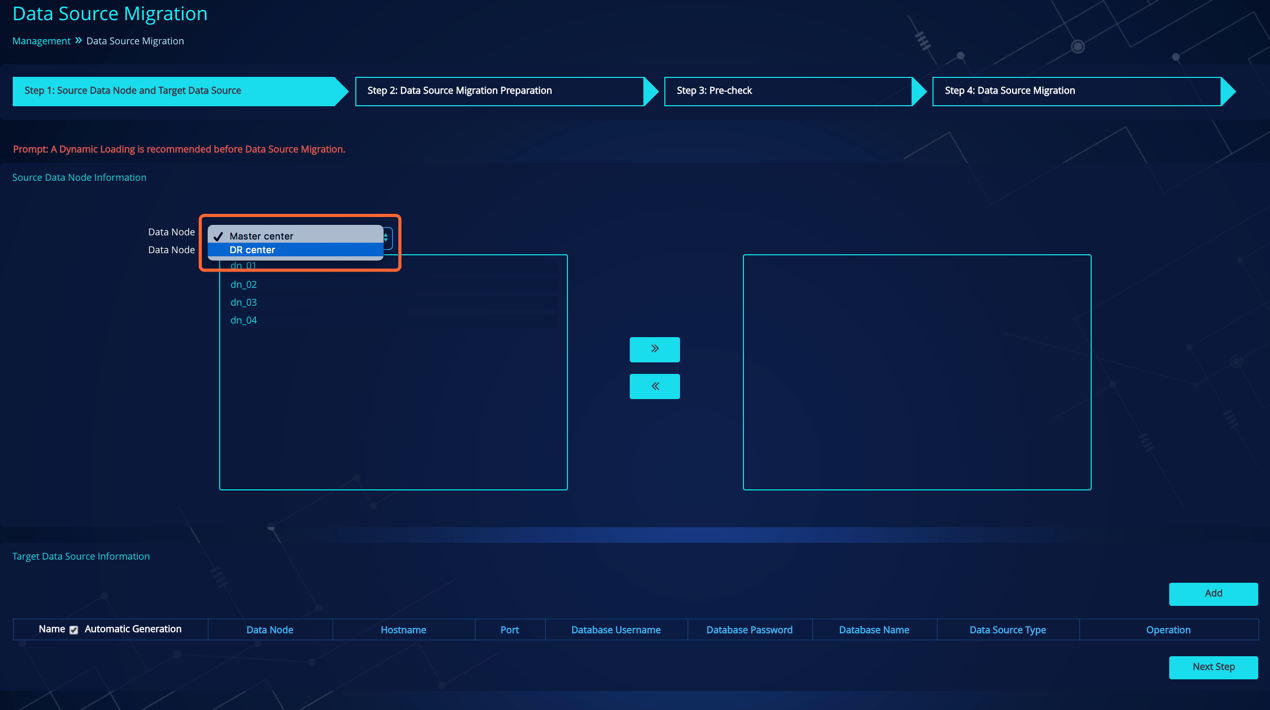 Data Source Migration
Management » Data Source Migration
Step 1: Source Data Node and Target Data Source
Step 2: Data Source Migration Preparation
Step 3: Pre-check
Step 4: Data Source Migration
Prompt: A Dynamic Loading is recommended before Data Source Migration.
Source Data Node Information
Data Node
✓ Master center
Data Node
DR center
dn_01
dn_02
dn_03
dn_04
»
«
Target Data Source Information
Add
Name Automatic Generation Data Node Hostname Port Database Username Database Password Database Name Data Source Type Operation
Next Step